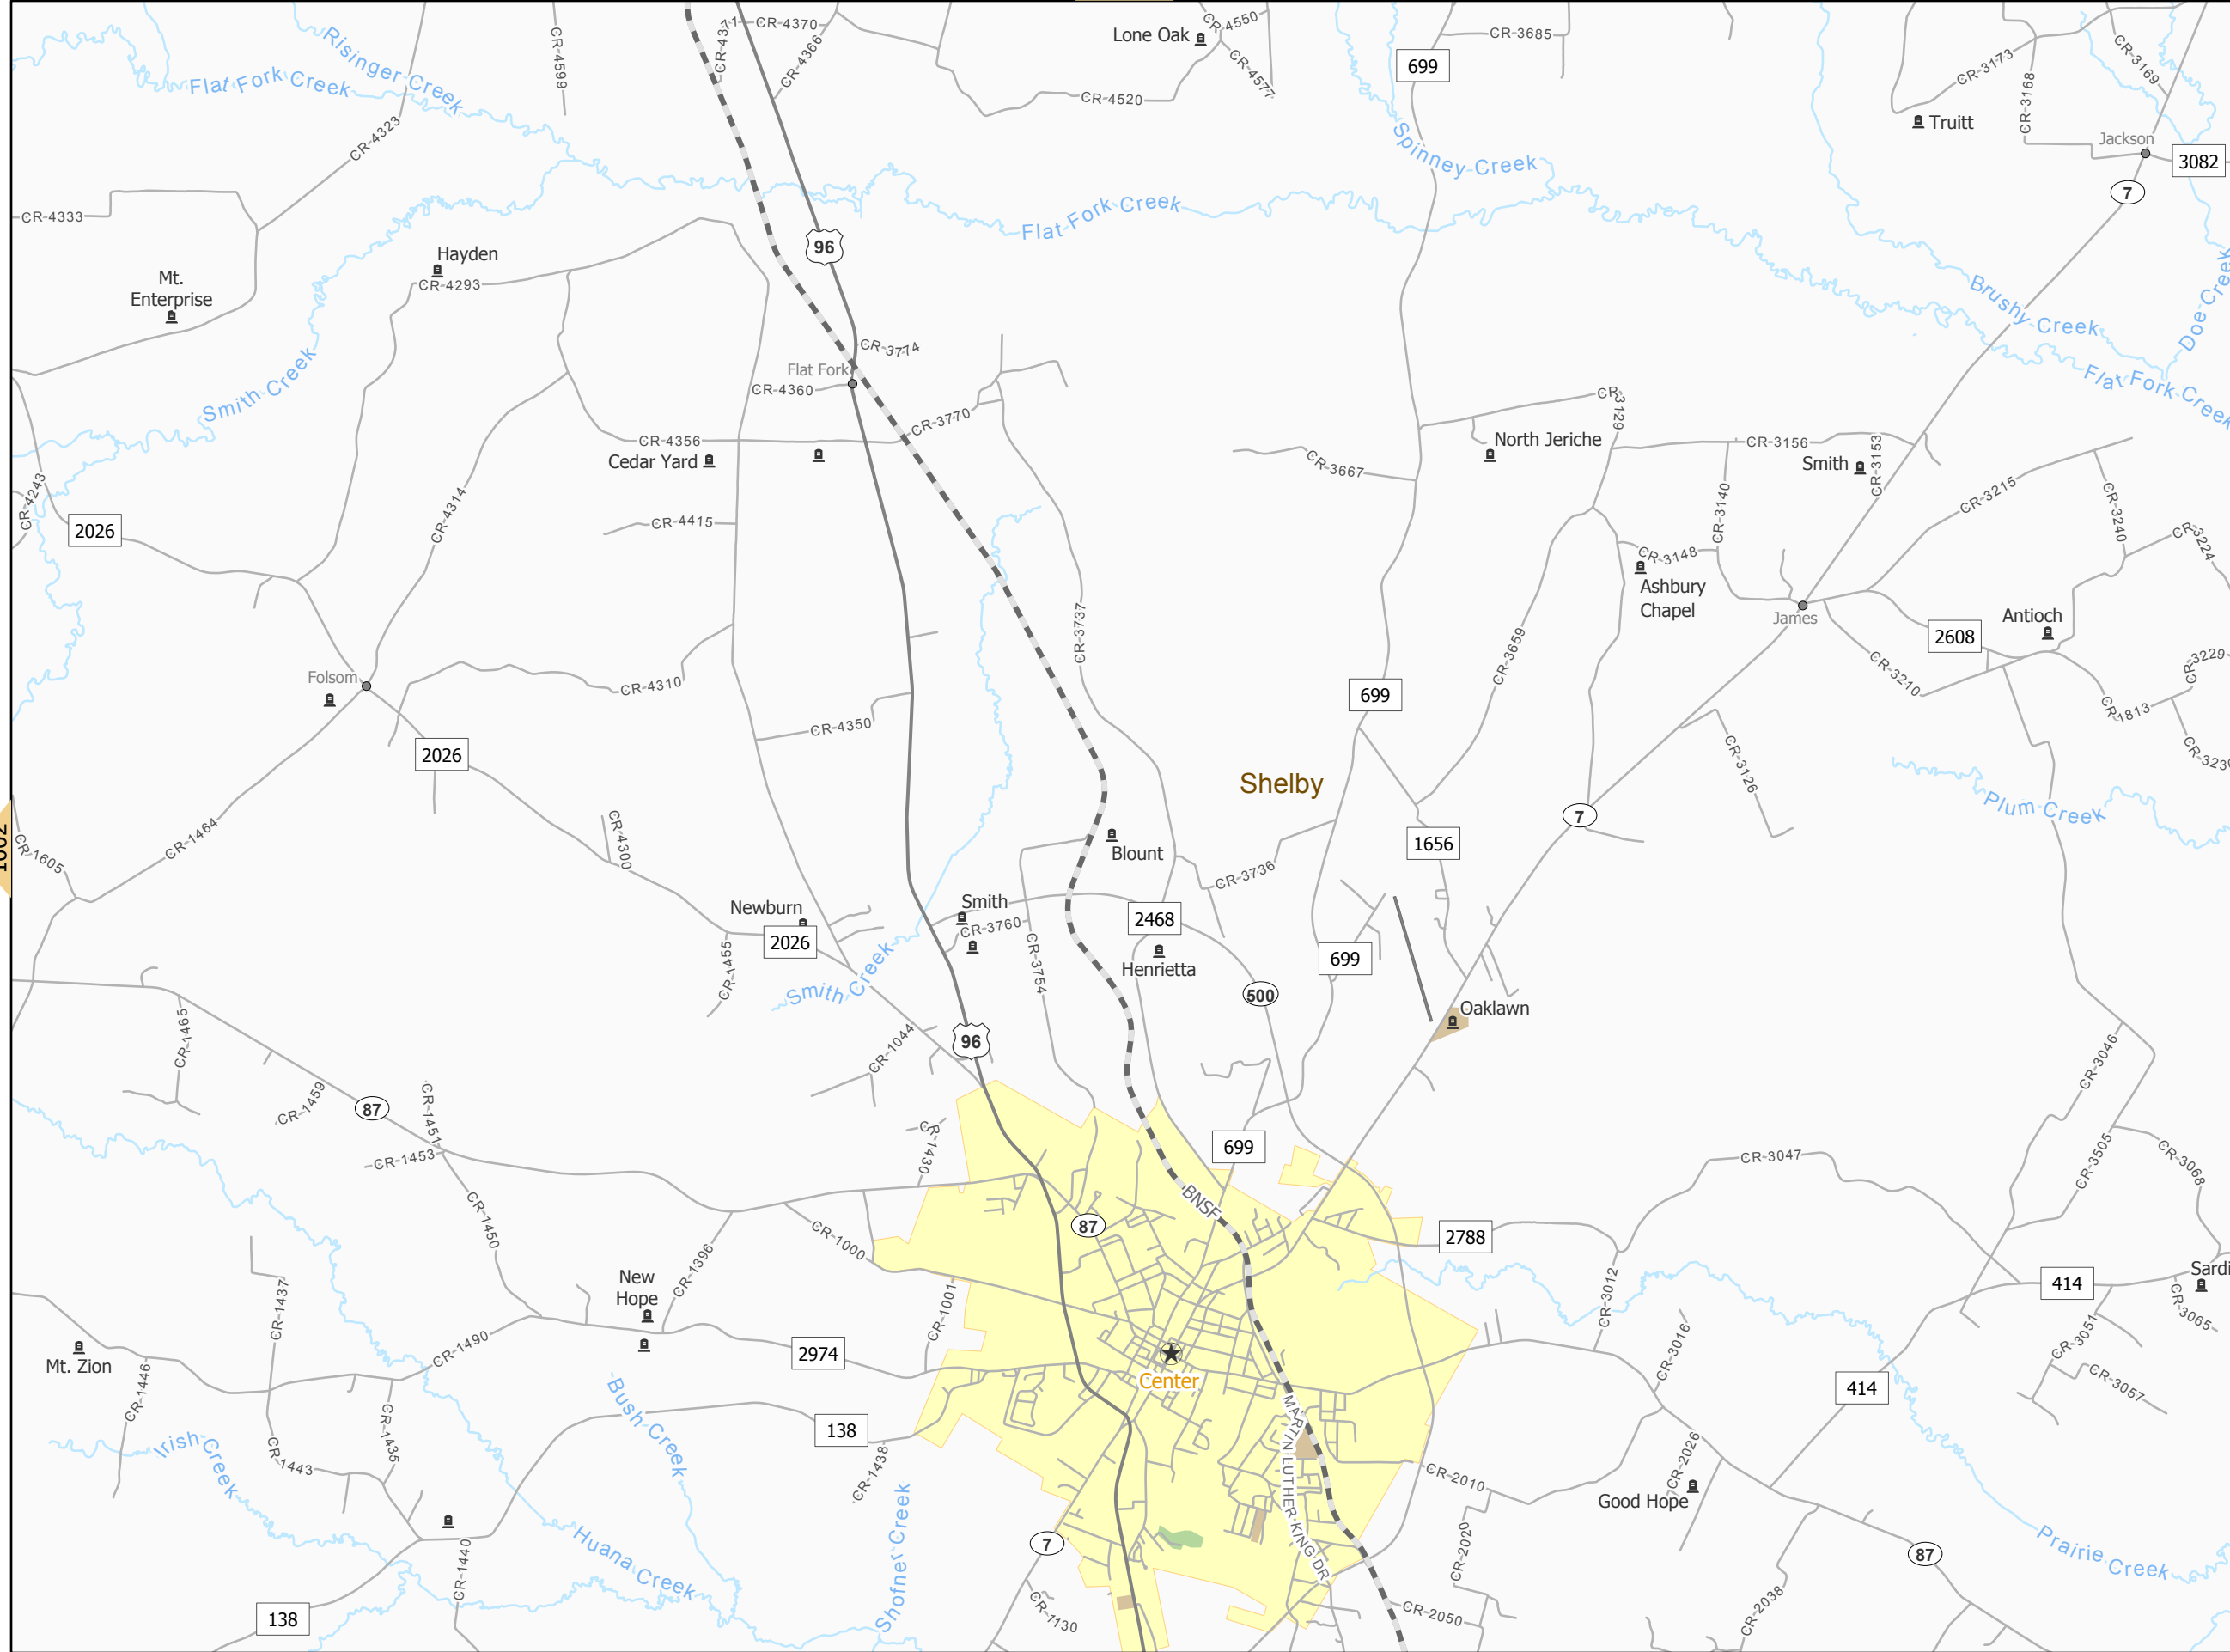 CR-4371
CR-4370
CR-4366
CR-4599
Risinger Creek
Flat Fork Creek
CR-4323
Lone Oak
CR-4550
CR-4577
CR-4520
699
CR-3685
Spinney Creek
CR-3173
CR-3168
CR-3169
Truitt
Jackson
3082
7
CR-4333
Flat Fork Creek
Hayden
CR-4293
96
Mt.
Enterprise
Brushy Creek
Doe Creek
Flat Fork Creek
Smith Creek
CR-3774
Flat Fork
CR-4360
CR-3770
CR-4356
Cedar Yard
CR-3129
North Jeriche
CR-3667
CR-3156
Smith
CR-3153
CR-3215
CR-3240
CR-3224
CR-4243
2026
CR-4314
CR-4415
CR-3140
CR-3148
Ashbury
Chapel
James
2608
Antioch
CR-3229
CR-3210
CR-1813
CR-3737
CR-3659
Folsom
CR-4310
699
CR-4350
2026
CR-3126
Shelby
Plum Creek
7
1656
CR-1464
CR-1605
CR-4300
Blount
CR-3736
Newburn
2026
Smith
CR-3760
2468
Henrietta
699
CR-1455
Smith Creek
CR-3754
500
Oaklawn
96
CR-1044
CR-1465
CR-1459
87
CR-1451
CR-1453
CR-1430
699
CR-3046
CR-3047
CR-3505
CR-3068
BNSF
87
2788
CR-1450
CR-1000
CR-1396
CR-1437
New
Hope
CR-1001
CR-3012
414
Sardi
CR-3065
CR-3016
CR-3051
CR-3057
Mt. Zion
CR-1490
2974
Center
CR-1446
414
MARTIN LUTHER KING DR
Bush Creek
138
CR-1435
CR-1443
CR-1438
Irish Creek
CR-2010
CR-2026
Good Hope
Huana Creek
Shofner Creek
7
CR-2020
87
Prairie Creek
CR-1440
138
CR-1130
CR-2050
CR-2038